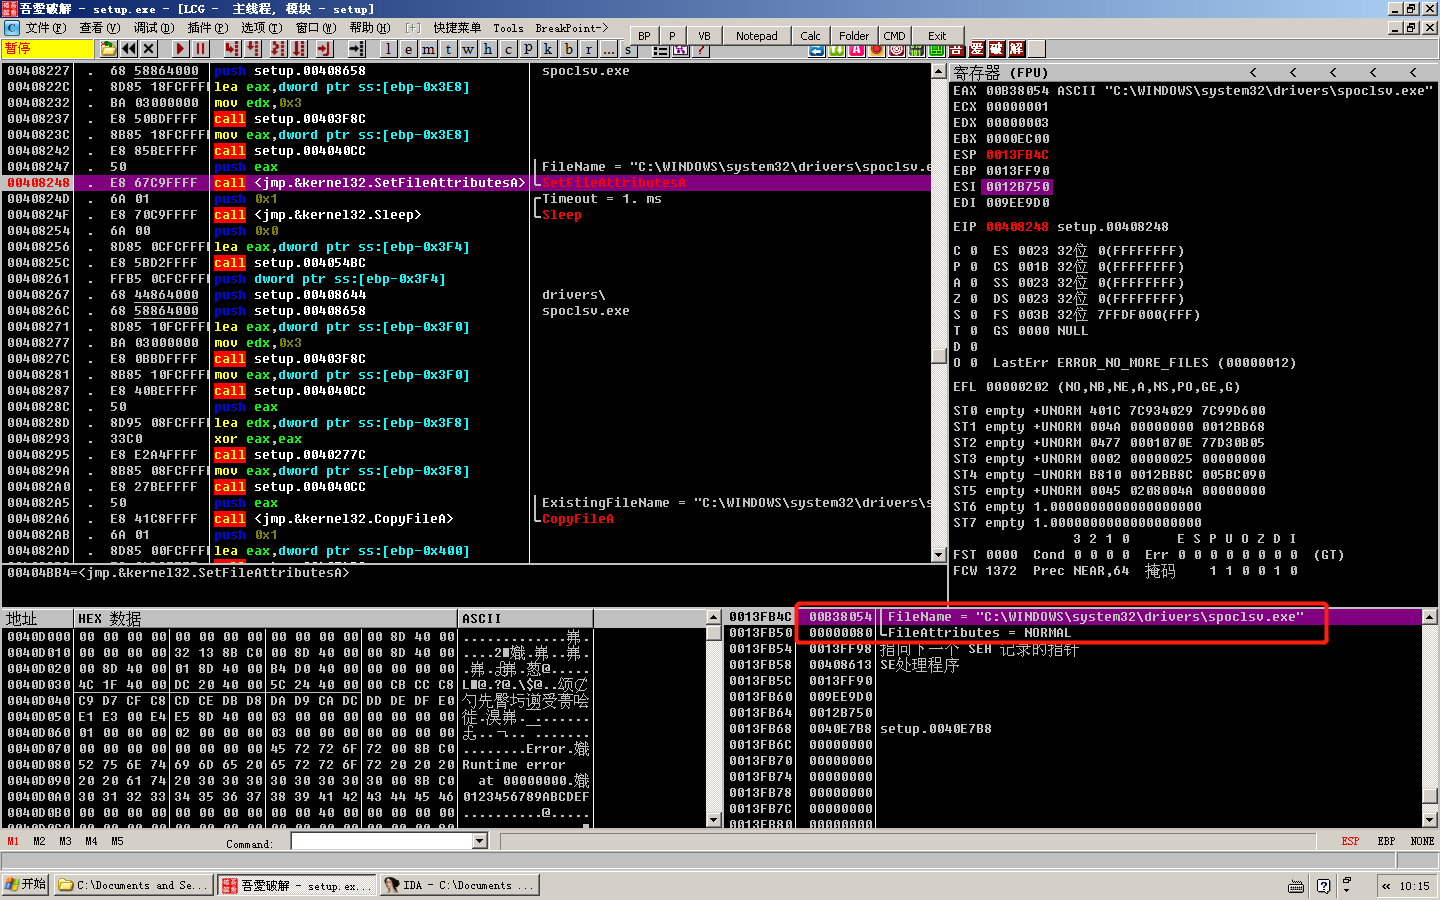 吾愛破解 - setup.exe - [LCG - 主线程, 模块 - setup]
文件(F) 查看(V) 调试(D) 插件(P) 选项(T) 窗口(W) 帮助(H) [+] 快捷菜单 Tools BreakPoint->
BP P VB Notepad Calc Folder CMD Exit
暂停 l e m t w h c p k b r ... s
00408227 . 68 58864000 push setup.00408658 spoclsv.exe
0040822C . 8D85 18FCFFFF lea eax,dword ptr ss:[ebp-0x3E8]
00408232 . BA 03000000 mov edx,0x3
00408237 . E8 50BDFFFF call setup.00403F8C
0040823C . 8B85 18FCFFFF mov eax,dword ptr ss:[ebp-0x3E8]
00408242 . E8 85BEFFFF call setup.004040CC
00408247 . 50 push eax FileName = "C:\WINDOWS\system32\drivers\spoclsv.e
00408248 . E8 67C9FFFF call <jmp.&kernel32.SetFileAttributesA> SetFileAttributesA
0040824D . 6A 01 push 0x1 Timeout = 1. ms
0040824F . E8 70C9FFFF call <jmp.&kernel32.Sleep> Sleep
00408254 . 6A 00 push 0x0
00408256 . 8D85 0CFCFFFF lea eax,dword ptr ss:[ebp-0x3F4]
0040825C . E8 5BD2FFFF call setup.004054BC
00408261 . FFB5 0CFCFFFF push dword ptr ss:[ebp-0x3F4]
00408267 . 68 44864000 push setup.00408644 drivers\
0040826C . 68 58864000 push setup.00408658 spoclsv.exe
00408271 . 8D85 10FCFFFF lea eax,dword ptr ss:[ebp-0x3F0]
00408277 . BA 03000000 mov edx,0x3
0040827C . E8 0BBDFFFF call setup.00403F8C
00408281 . 8B85 10FCFFFF mov eax,dword ptr ss:[ebp-0x3F0]
00408287 . E8 40BEFFFF call setup.004040CC
0040828C . 50 push eax
0040828D . 8D95 08FCFFFF lea edx,dword ptr ss:[ebp-0x3F8]
00408293 . 33C0 xor eax,eax
00408295 . E8 E2A4FFFF call setup.0040277C
0040829A . 8B85 08FCFFFF mov eax,dword ptr ss:[ebp-0x3F8]
004082A0 . E8 27BEFFFF call setup.004040CC
004082A5 . 50 push eax ExistingFileName = "C:\WINDOWS\system32\drivers\s
004082A6 . E8 41C8FFFF call <jmp.&kernel32.CopyFileA> CopyFileA
004082AB . 6A 01 push 0x1
004082AD . 8D85 00FCFFFF lea eax,dword ptr ss:[ebp-0x400]
00404BB4=<jmp.&kernel32.SetFileAttributesA>
寄存器 (FPU) < < < < <
EAX 00B38054 ASCII "C:\WINDOWS\system32\drivers\spoclsv.exe"
ECX 00000001
EDX 00000003
EBX 0000EC00
ESP 0013FB4C
EBP 0013FF90
ESI 0012B750
EDI 009EE9D0
EIP 00408248 setup.00408248
C 0 ES 0023 32位 0(FFFFFFFF)
P 0 CS 001B 32位 0(FFFFFFFF)
A 0 SS 0023 32位 0(FFFFFFFF)
Z 0 DS 0023 32位 0(FFFFFFFF)
S 0 FS 003B 32位 7FFDF000(FFF)
T 0 GS 0000 NULL
D 0
O 0 LastErr ERROR_NO_MORE_FILES (00000012)
EFL 00000202 (NO,NB,NE,A,NS,PO,GE,G)
ST0 empty +UNORM 401C 7C934029 7C99D600
ST1 empty +UNORM 004A 00000000 0012BB68
ST2 empty +UNORM 0477 0001070E 77D30B05
ST3 empty +UNORM 0002 00000025 00000000
ST4 empty -UNORM B810 0012BB8C 005BC090
ST5 empty +UNORM 0045 0208004A 00000000
ST6 empty 1.0000000000000000000
ST7 empty 1.0000000000000000000
3 2 1 0 E S P U O Z D I
FST 0000 Cond 0 0 0 0 Err 0 0 0 0 0 0 0 0 (GT)
FCW 1372 Prec NEAR,64 掩码 1 1 0 0 1 0
地址 HEX 数据 ASCII
0040D000 00 00 00 00 00 00 00 00 00 00 00 00 00 8D 40 00
0040D010 00 00 00 00 32 13 8B C0 00 8D 40 00 00 8D 40 00
0040D020 00 8D 40 00 01 8D 40 00 B4 D0 40 00 00 00 00 00
0040D030 4C 1F 40 00 DC 20 40 00 5C 24 40 00 00 CB CC C8
0040D040 C9 D7 CF C8 CD CE DB D8 DA D9 CA DC DD DE DF E0
0040D050 E1 E3 00 E4 E5 8D 40 00 03 00 00 00 00 00 00 00
0040D060 01 00 00 00 02 00 00 00 03 00 00 00 00 00 00 00
0040D070 00 00 00 00 00 00 00 00 45 72 72 6F 72 00 8B C0 ........Error.
0040D080 52 75 6E 74 69 6D 65 20 65 72 72 6F 72 20 20 20 Runtime error
0040D090 20 20 61 74 20 30 30 30 30 30 30 30 30 00 8B C0 at 00000000.
0040D0A0 30 31 32 33 34 35 36 37 38 39 41 42 43 44 45 46 0123456789ABCDEF
0040D0B0 00 00 00 00 00 00 00 00 00 00 40 00 00 00 00 00 ..........@.....
0013FB4C 00B38054 FileName = "C:\WINDOWS\system32\drivers\spoclsv.exe"
0013FB50 00000080 FileAttributes = NORMAL
0013FB54 0013FF98 指向下一个 SEH 记录的指针
0013FB58 00408613 SE处理程序
0013FB5C 0013FF90
0013FB60 009EE9D0
0013FB64 0012B750
0013FB68 0040E7B8 setup.0040E7B8
0013FB6C 00000000
0013FB70 00000000
0013FB74 00000000
0013FB78 00000000
0013FB7C 00000000
0013FB80 00000000
M1 M2 M3 M4 M5 Command: ESP EBP NONE
开始 C:\Documents and Se... 吾愛破解 - setup.ex... IDA - C:\Documents ... « 10:15